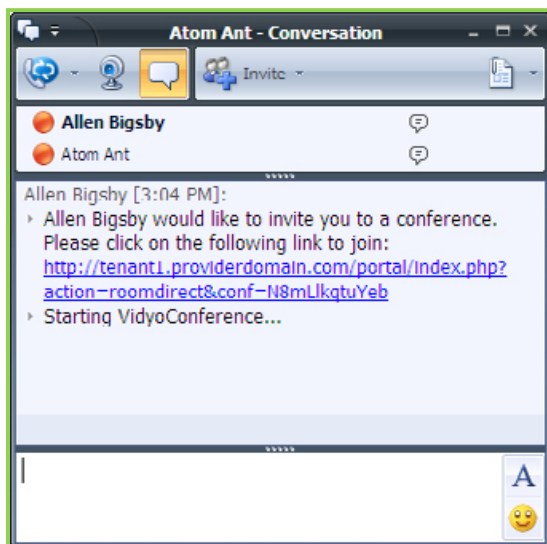 Atom Ant - Conversation
Invite
Allen Bigsby
Atom Ant
Allen Bigsby [3:04 PM]:
Allen Bigsby would like to invite you to a conference.
Please click on the following link to join:
http://tenant1.providerdomain.com/portal/index.php?
action=roomdirect&conf=N8mLlkqtuYeb
Starting VidyoConference...
A